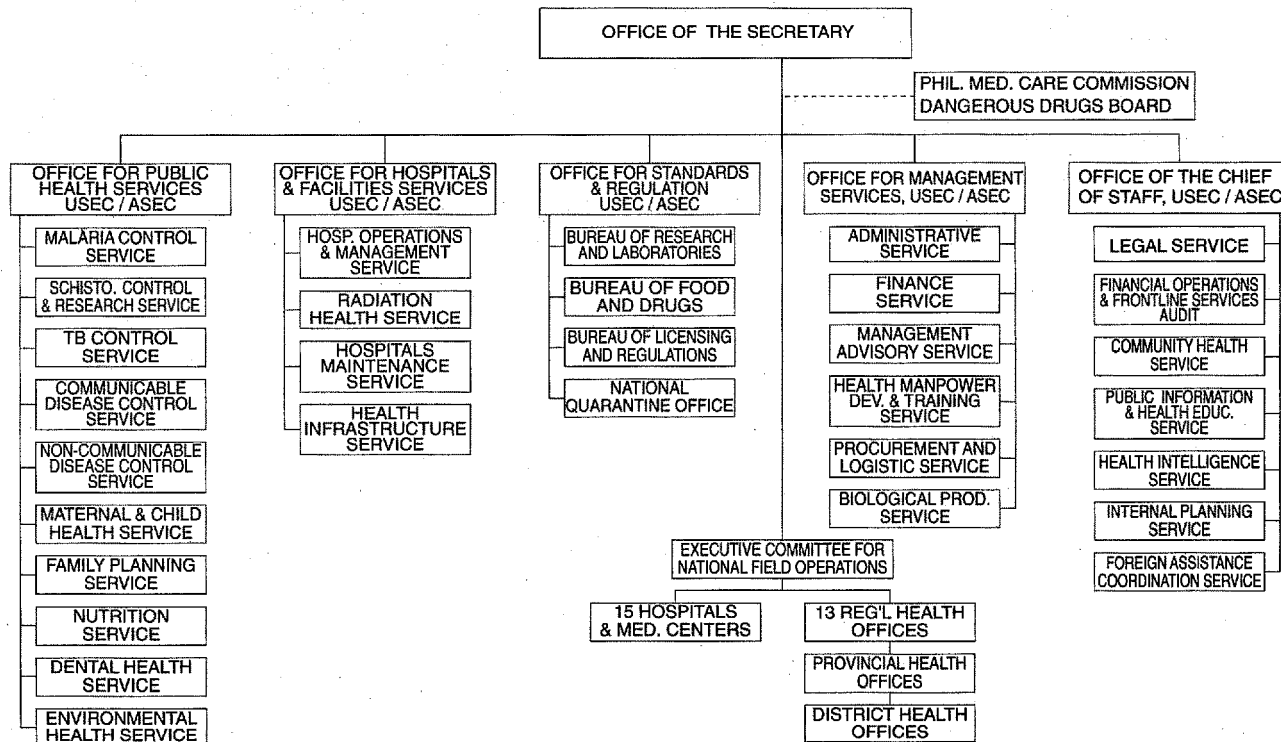 OFFICE OF THE SECRETARY
PHIL. MED. CARE COMMISSION
DANGEROUS DRUGS BOARD
OFFICE FOR PUBLIC
HEALTH SERVICES
USEC / ASEC
MALARIA CONTROL
SERVICE
SCHISTO. CONTROL
& RESEARCH SERVICE
TB CONTROL
SERVICE
COMMUNICABLE
DISEASE CONTROL
SERVICE
NON-COMMUNICABLE
DISEASE CONTROL
SERVICE
MATERNAL & CHILD
HEALTH SERVICE
FAMILY PLANNING
SERVICE
NUTRITION
SERVICE
DENTAL HEALTH
SERVICE
ENVIRONMENTAL
HEALTH SERVICE
OFFICE FOR HOSPITALS
& FACILITIES SERVICES
USEC / ASEC
HOSP. OPERATIONS
& MANAGEMENT
SERVICE
RADIATION
HEALTH SERVICE
HOSPITALS
MAINTENANCE
SERVICE
HEALTH
INFRASTRUCTURE
SERVICE
OFFICE FOR STANDARDS
& REGULATION
USEC / ASEC
BUREAU OF RESEARCH
AND LABORATORIES
BUREAU OF FOOD
AND DRUGS
BUREAU OF LICENSING
AND REGULATIONS
NATIONAL
QUARANTINE OFFICE
OFFICE FOR MANAGEMENT
SERVICES, USEC / ASEC
ADMINISTRATIVE
SERVICE
FINANCE
SERVICE
MANAGEMENT
ADVISORY SERVICE
HEALTH MANPOWER
DEV. & TRAINING
SERVICE
PROCUREMENT AND
LOGISTIC SERVICE
BIOLOGICAL PROD.
SERVICE
OFFICE OF THE CHIEF
OF STAFF, USEC / ASEC
LEGAL SERVICE
FINANCIAL OPERATIONS
& FRONTLINE SERVICES
AUDIT
COMMUNITY HEALTH
SERVICE
PUBLIC INFORMATION
& HEALTH EDUC.
SERVICE
HEALTH INTELLIGENCE
SERVICE
INTERNAL PLANNING
SERVICE
FOREIGN ASSISTANCE
COORDINATION SERVICE
EXECUTIVE COMMITTEE FOR
NATIONAL FIELD OPERATIONS
15 HOSPITALS
& MED. CENTERS
13 REG'L HEALTH
OFFICES
PROVINCIAL HEALTH
OFFICES
DISTRICT HEALTH
OFFICES